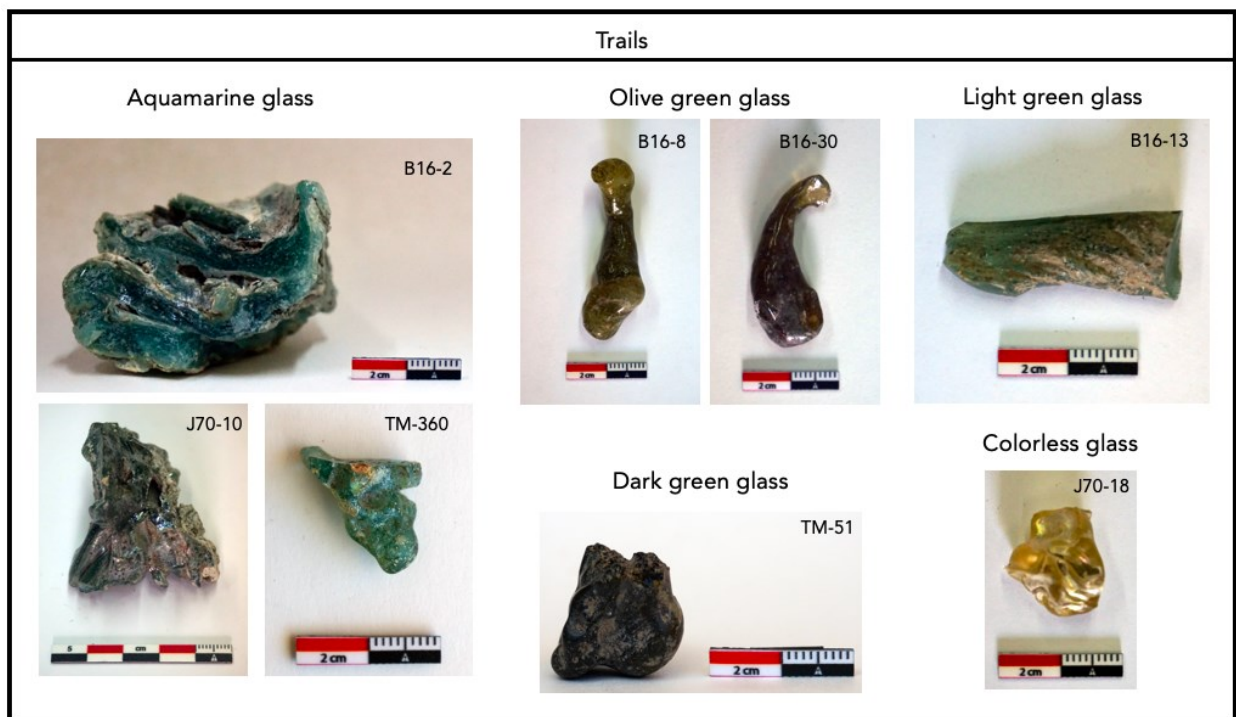 Trails
Aquamarine glass
Olive green glass
Light green glass
B16-2
B16-8
B16-30
B16-13
2 cm
A
2 cm
A
2 cm
A
2 cm
A
J70-10
TM-360
Dark green glass
Colorless glass
TM-51
J70-18
5 cm
A
2 cm
A
2 cm
A
2 cm
A